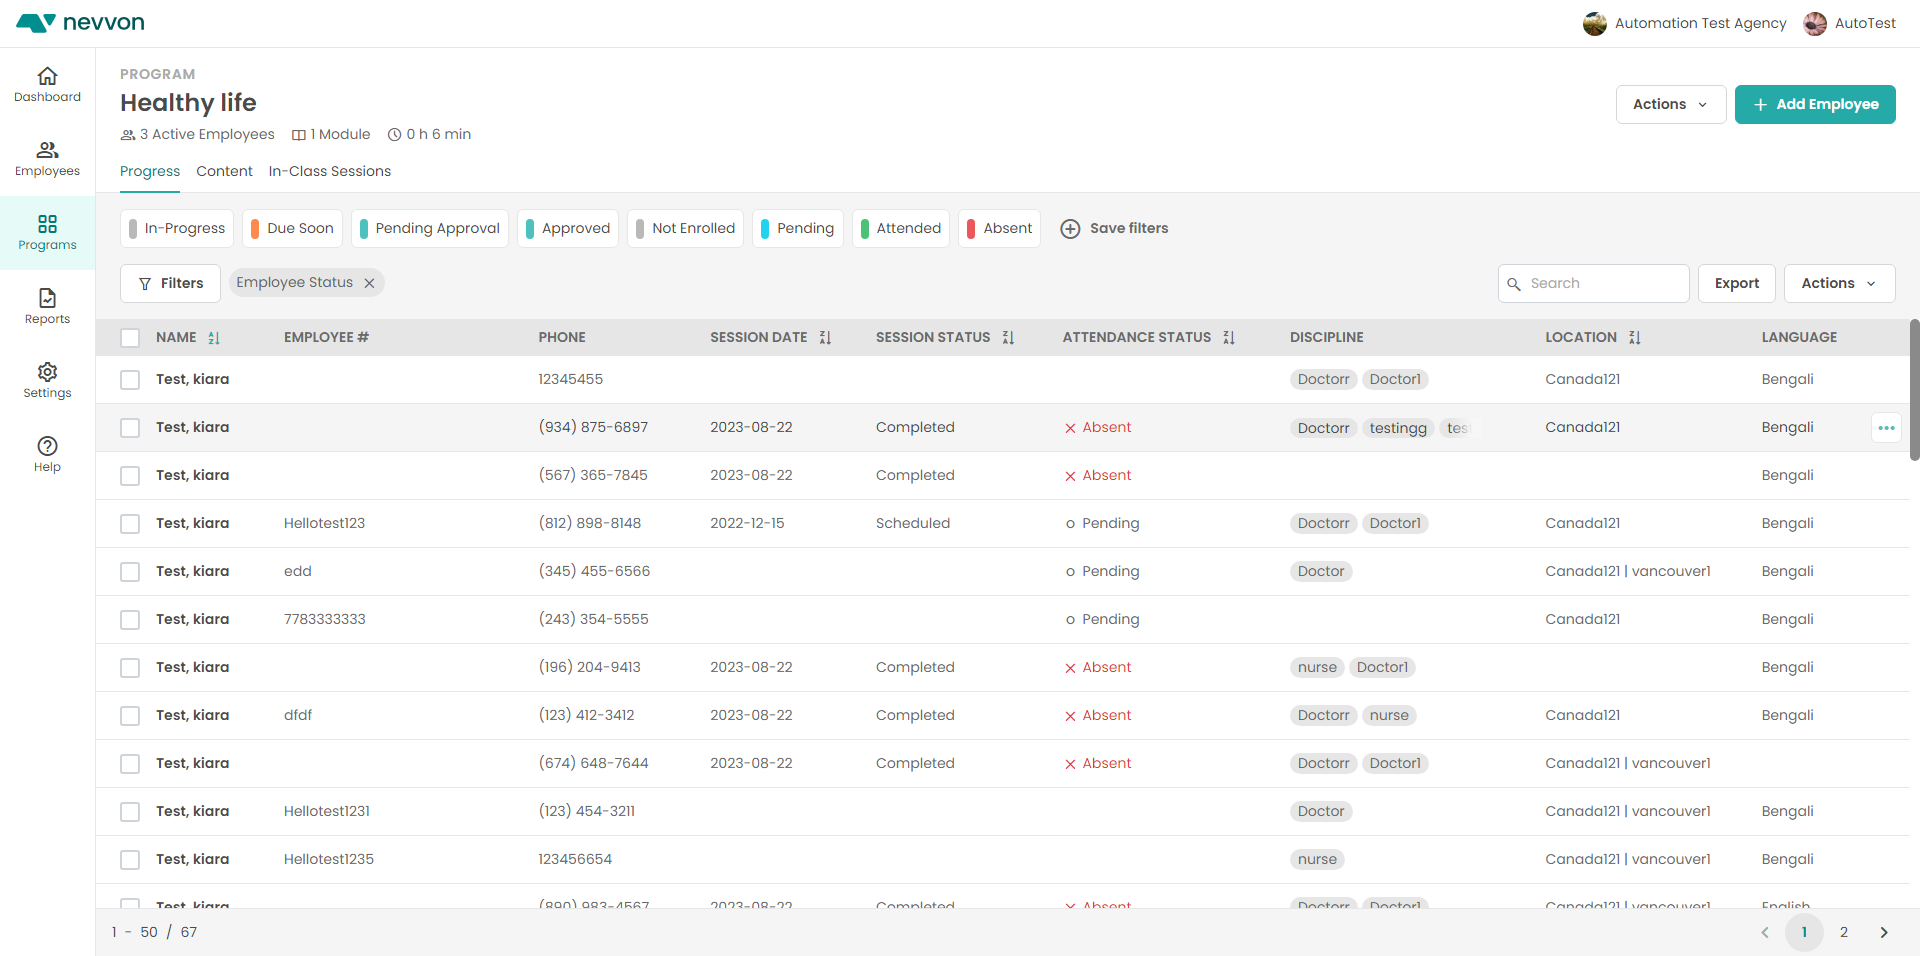 nevvon
Automation Test Agency
AutoTest
Dashboard
Employees
Programs
Reports
Settings
Help
PROGRAM
Healthy life
3 Active Employees 1 Module 0 h 6 min
Actions
+ Add Employee
Progress Content In-Class Sessions
In-Progress Due Soon Pending Approval Approved Not Enrolled Pending Attended Absent Save filters
Filters Employee Status
Search Export Actions
NAME EMPLOYEE # PHONE SESSION DATE SESSION STATUS ATTENDANCE STATUS DISCIPLINE LOCATION LANGUAGE
Test, kiara 12345455 Doctorr Doctor1 Canada121 Bengali
Test, kiara (934) 875-6897 2023-08-22 Completed Absent Doctorr testingg tes Canada121 Bengali
Test, kiara (567) 365-7845 2023-08-22 Completed Absent Bengali
Test, kiara Hellotest123 (812) 898-8148 2022-12-15 Scheduled Pending Doctorr Doctor1 Canada121 Bengali
Test, kiara edd (345) 455-6566 Pending Doctor Canada121 | vancouver1 Bengali
Test, kiara 7783333333 (243) 354-5555 Pending Canada121 Bengali
Test, kiara (196) 204-9413 2023-08-22 Completed Absent nurse Doctor1 Bengali
Test, kiara dfdf (123) 412-3412 2023-08-22 Completed Absent Doctorr nurse Canada121 Bengali
Test, kiara (674) 648-7644 2023-08-22 Completed Absent Doctorr Doctor1 Canada121 | vancouver1
Test, kiara Hellotest1231 (123) 454-3211 Doctor Canada121 | vancouver1 Bengali
Test, kiara Hellotest1235 123456654 nurse Canada121 | vancouver1 Bengali
Test, kiara (890) 983-4567 2023-08-22 Completed Absent Doctorr Doctor1 Canada121 | vancouver1 English
1 - 50 / 67
1 2